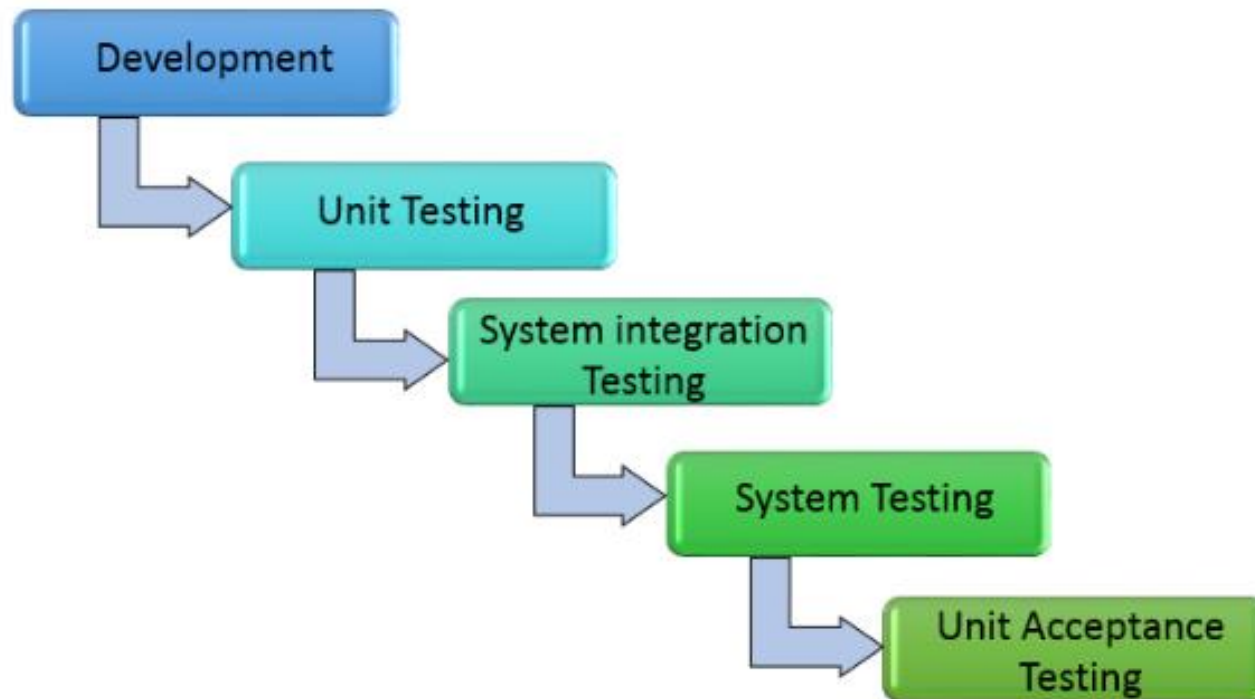 Development
Unit Testing
System integration
Testing
System Testing
Unit Acceptance
Testing